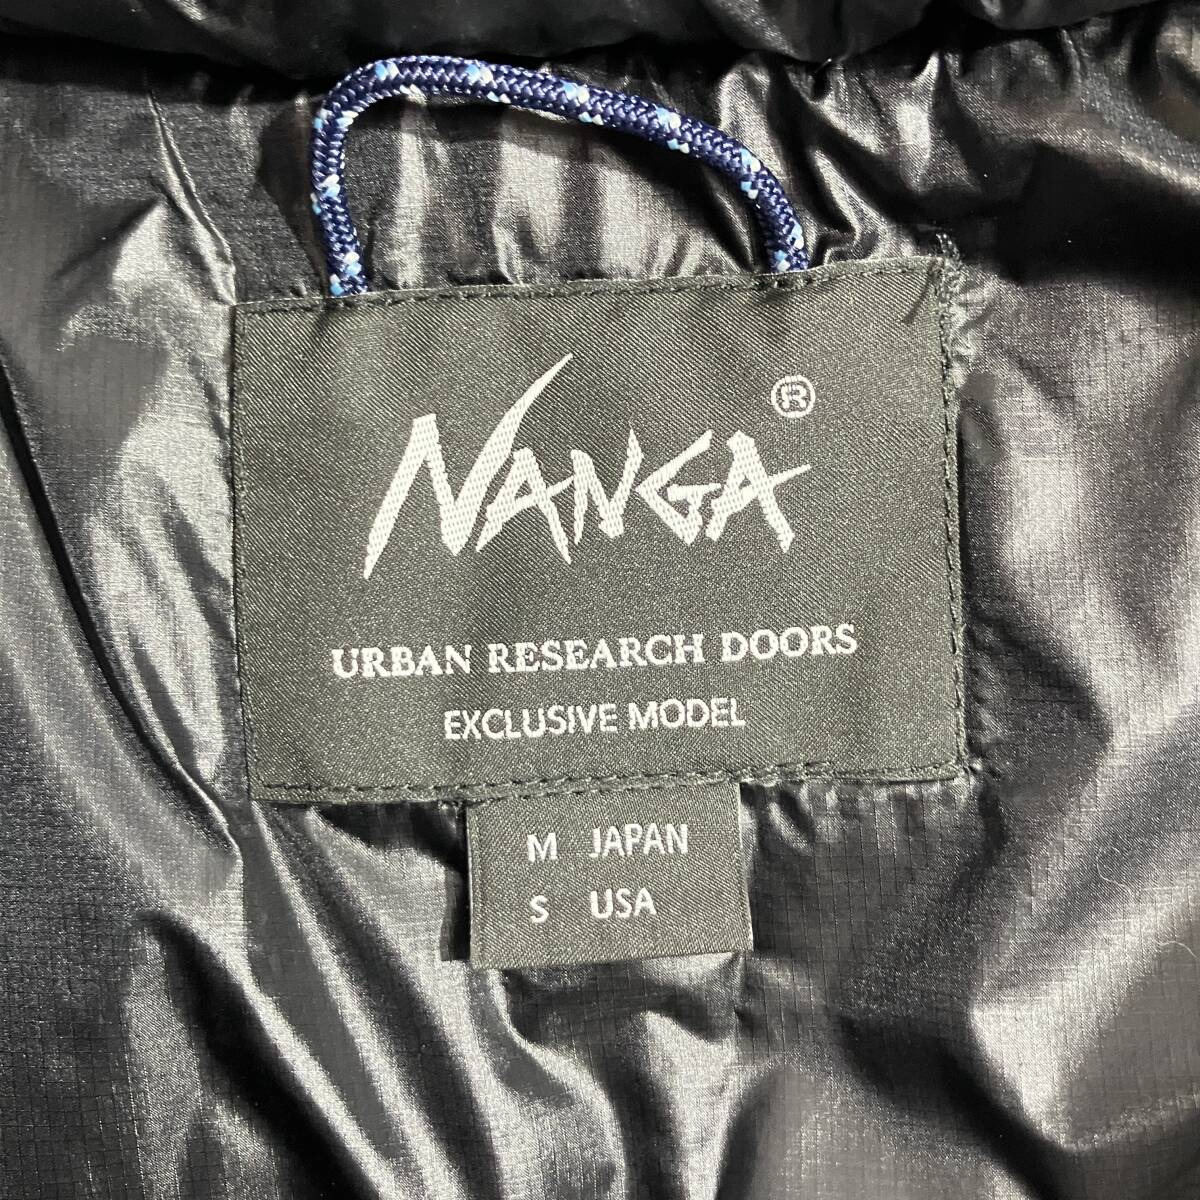 NANGA®
URBAN RESEARCH DOORS
EXCLUSIVE MODEL
M JAPAN
S USA